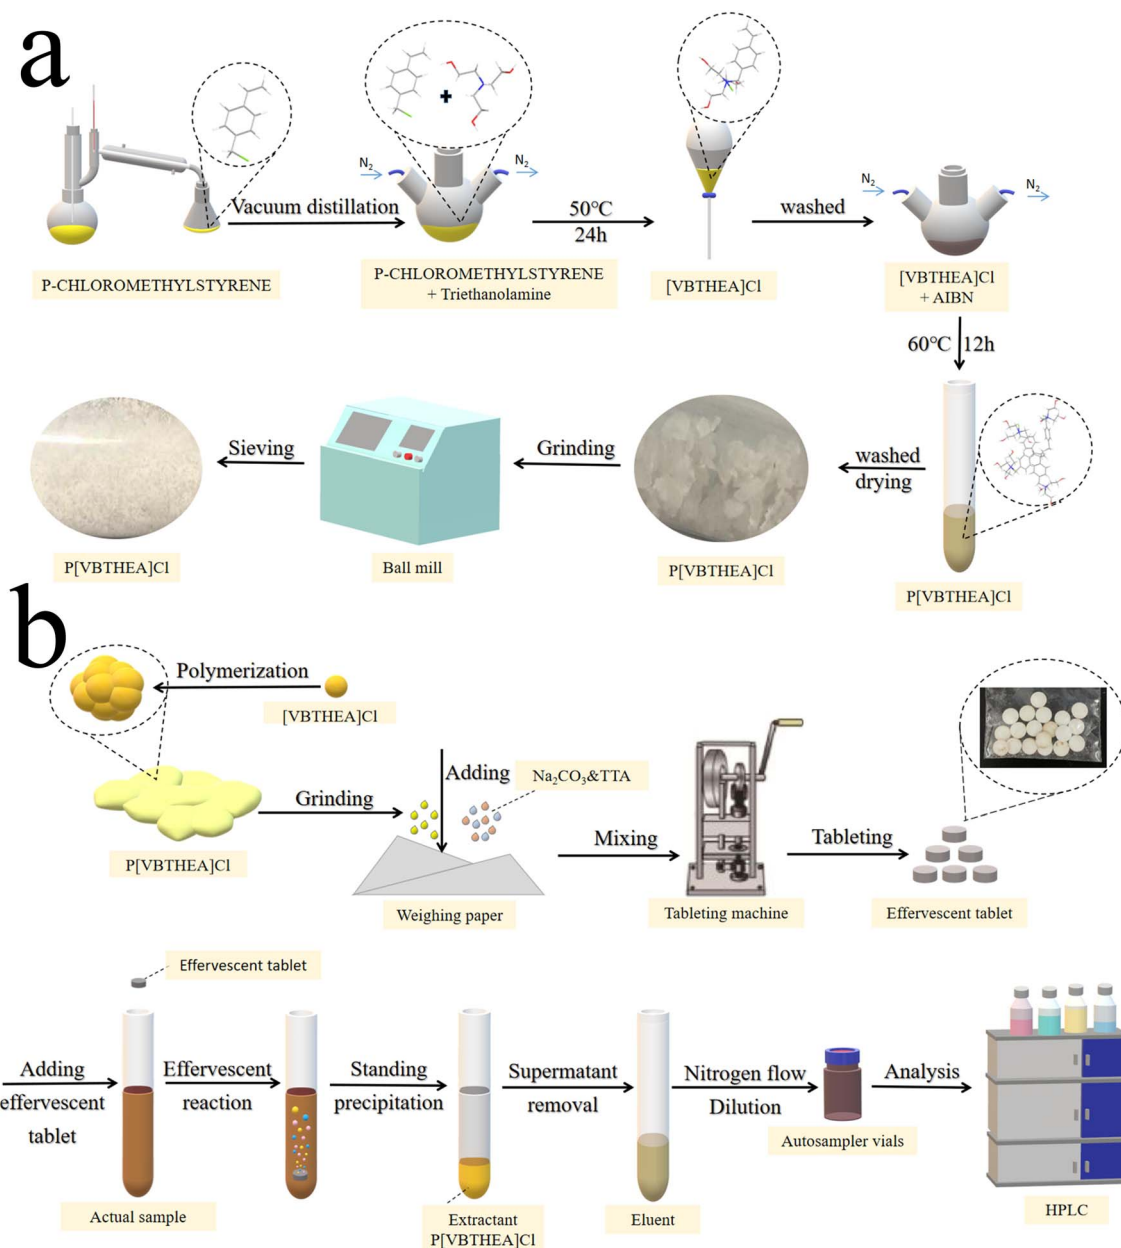 a
N₂
N₂
Vacuum distillation
50℃
24h
washed
N₂
N₂
P-CHLOROMETHYLSTYRENE
P-CHLOROMETHYLSTYRENE
+ Triethanolamine
[VBTHEA]Cl
[VBTHEA]Cl
+ AIBN
60℃ 12h
Sieving
Grinding
washed
drying
P[VBTHEA]Cl
Ball mill
P[VBTHEA]Cl
P[VBTHEA]Cl
b
Polymerization
[VBTHEA]Cl
Adding
Na₂CO₃&TTA
Grinding
Mixing
Tableting
P[VBTHEA]Cl
Weighing paper
Tableting machine
Effervescent tablet
Effervescent tablet
Adding
effervescent
tablet
Effervescent
reaction
Standing
precipitation
Supermatant
removal
Nitrogen flow
Dilution
Analysis
Autosampler vials
Actual sample
Extractant
P[VBTHEA]Cl
Eluent
HPLC